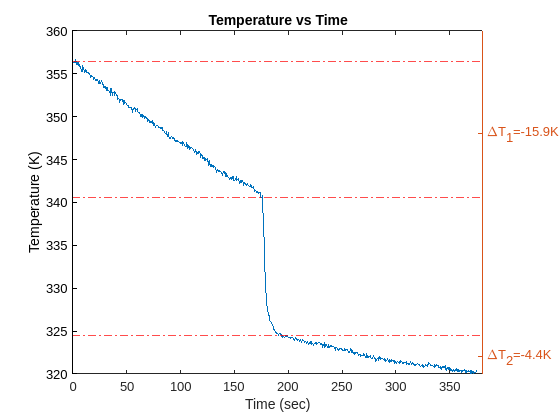 Temperature vs Time
Temperature (K)
360
355
350
345
340
335
330
325
320
0 50 100 150 200 250 300 350
Time (sec)
ΔT1=-15.9K
ΔT2=-4.4K